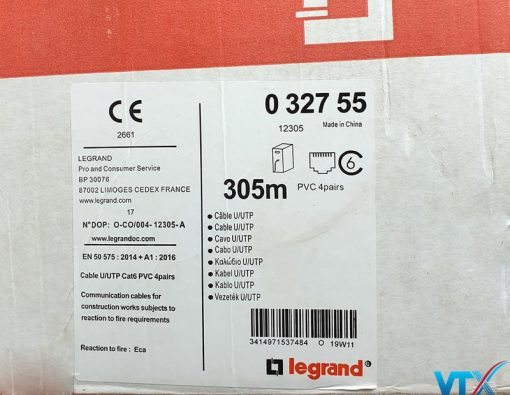 CE
2661
LEGRAND
Pro and Consumer Service
BP 30076
87002 LIMOGES CEDEX FRANCE
www.legrand.com
17
N°DOP: O-CO/004-12305-A
www.legrandoc.com
EN 50 575 : 2014 + A1 : 2016
Cable U/UTP Cat6 PVC 4pairs
Communication cables for
construction works subjects to
reaction to fire requirements
Reaction to fire : Eca
0 327 55
12305 Made in China
6
305m PVC 4pairs
• Câble U/UTP
• Cable U/UTP
• Cavo U/UTP
• Cabo U/UTP
• Καλώδιο U/UTP
• Kabel U/UTP
• Kablo U/UTP
• Vezeték U/UTP
3414971537484 O 19W11
legrand®
VTX